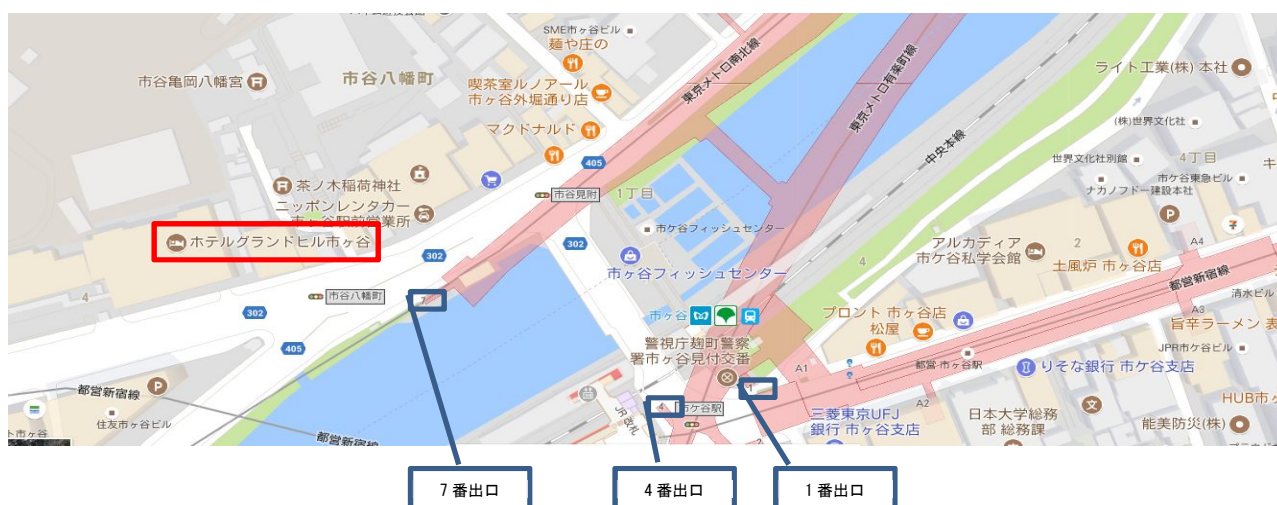 SME市ヶ谷ビル
麺や庄の
市谷亀岡八幡宮
市谷八幡町
喫茶室ルノアール
市ヶ谷外堀通り店
東京メトロ南北線
東京メトロ有楽町線
ライト工業(株) 本社
マクドナルド
(株)世界文化社
中央本線
405
世界文化社別館
4丁目
キ
市ケ谷東急ビル
ナカノフドー建設本社
茶ノ木稲荷神社
市谷見附
1丁目
ニッポンレンタカー
市ヶ谷駅前営業所
市ケ谷フィッシュセンター
ホテルグランドヒル市ヶ谷
302
302
アルカディア
市ケ谷私学会館
2
A4
土風炉 市ヶ谷店
市ヶ谷フィッシュセンター
4
都営新宿線
4
市谷八幡町
7
清水ビル
302
市ヶ谷
プロント 市ヶ谷店
松屋
A3
旨辛ラーメン 表
警視庁麹町警察
署市ヶ谷見付交番
405
JPR市ケ谷ビル
A1
都営 市ヶ谷駅
りそな銀行 市ケ谷支店
都営新宿線
P
1
4
市ケ谷駅
A2
HUB市ヶ
JR 改札
三菱東京UFJ
銀行 市ヶ谷支店
日本大学総務
部 総務課
能美防災(株)
住友市ヶ谷ビル
都営新宿線
7番出口
4番出口
1番出口